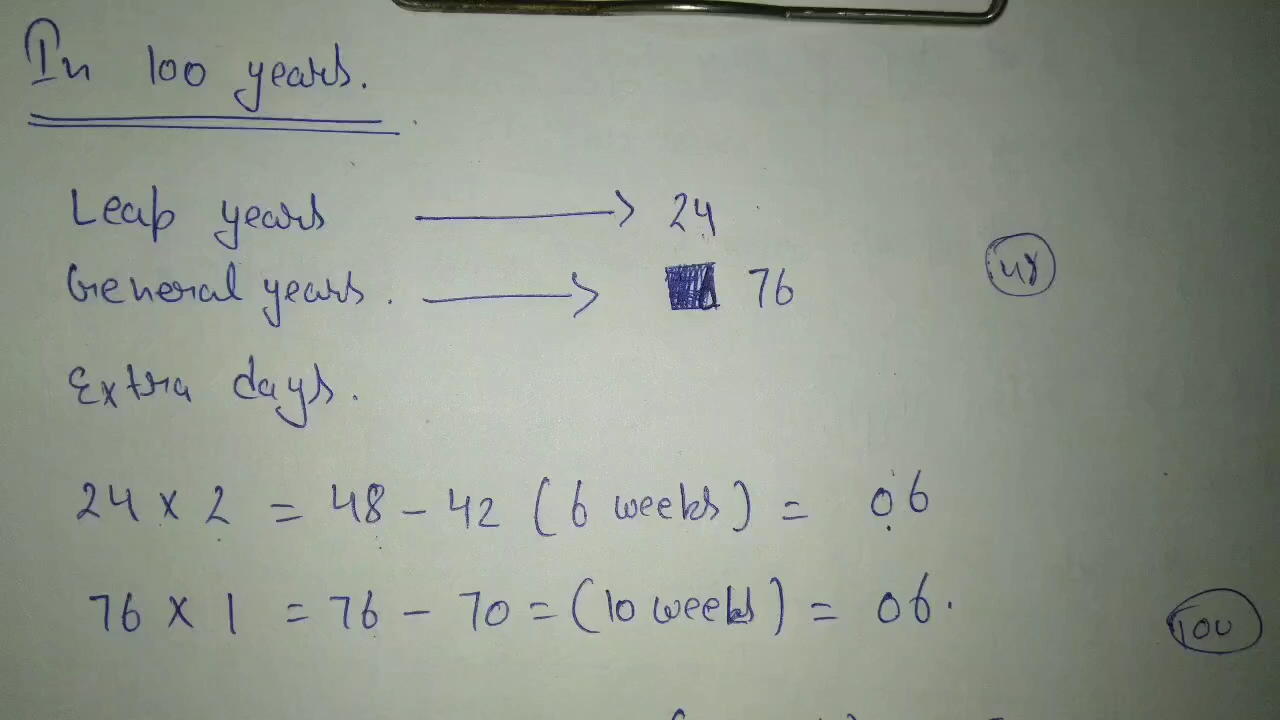 In 100 years.
Leap years → 24
General years. → 76
48
Extra days.
24 × 2 = 48 - 42 (6 weeks) = 06
76 × 1 = 76 - 70 = (10 weeks) = 06.
100